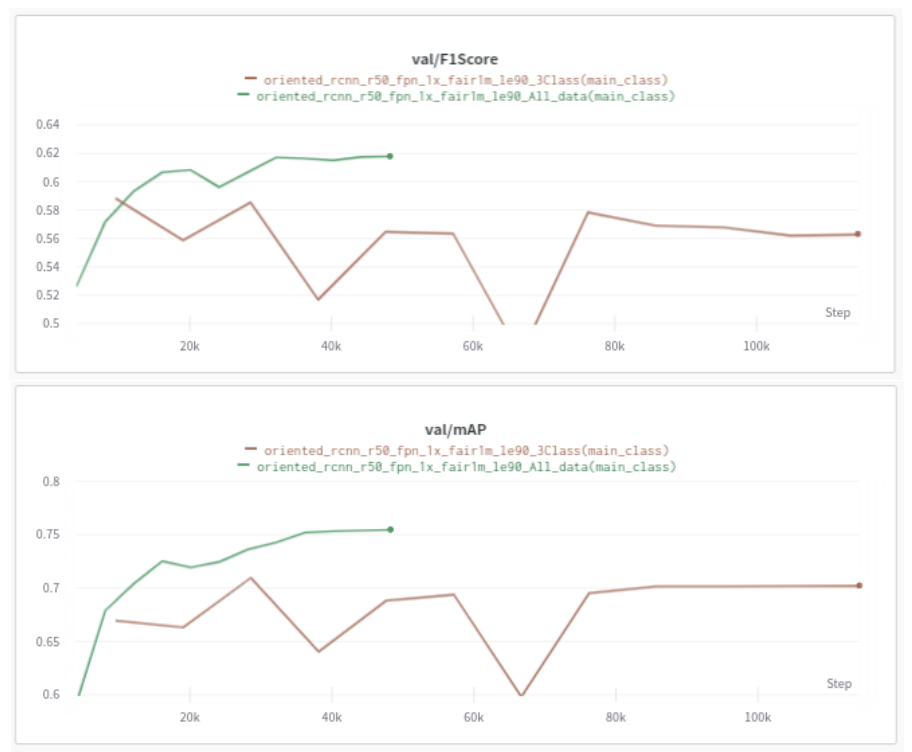 val/F1Score
oriented_rcnn_r50_fpn_1x_fair1m_le90_3Class(main_class)
oriented_rcnn_r50_fpn_1x_fair1m_le90_All_data(main_class)
0.64
0.62
0.6
0.58
0.56
0.54
0.52
0.5
Step
20k 40k 60k 80k 100k
val/mAP
oriented_rcnn_r50_fpn_1x_fair1m_le90_3Class(main_class)
oriented_rcnn_r50_fpn_1x_fair1m_le90_All_data(main_class)
0.8
0.75
0.7
0.65
0.6
Step
20k 40k 60k 80k 100k